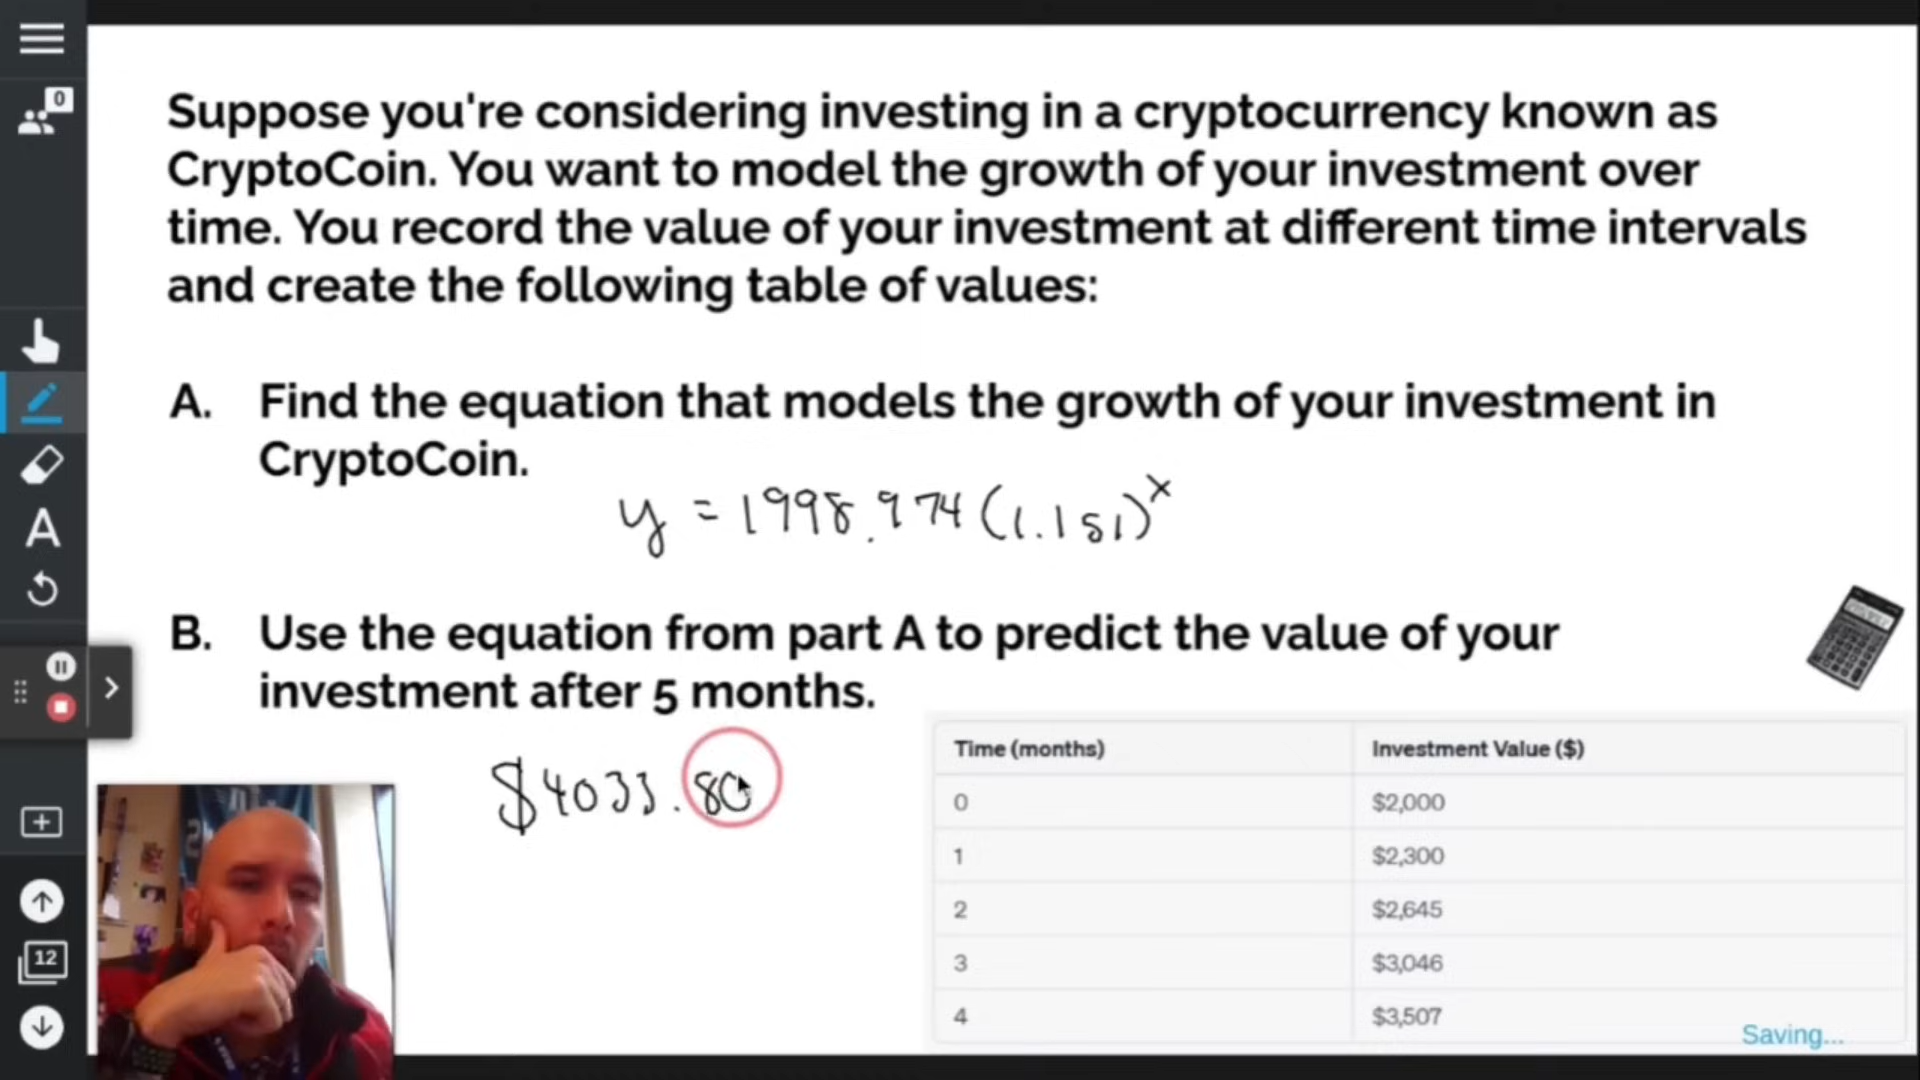 0
Suppose you're considering investing in a cryptocurrency known as
CryptoCoin. You want to model the growth of your investment over
time. You record the value of your investment at different time intervals
and create the following table of values:
A. Find the equation that models the growth of your investment in
CryptoCoin.
y = 1998.974 (1.151)^x
B. Use the equation from part A to predict the value of your
investment after 5 months.
$4033.80
Time (months) Investment Value ($)
0 $2,000
1 $2,300
2 $2,645
3 $3,046
4 $3,507
Saving...
A
12